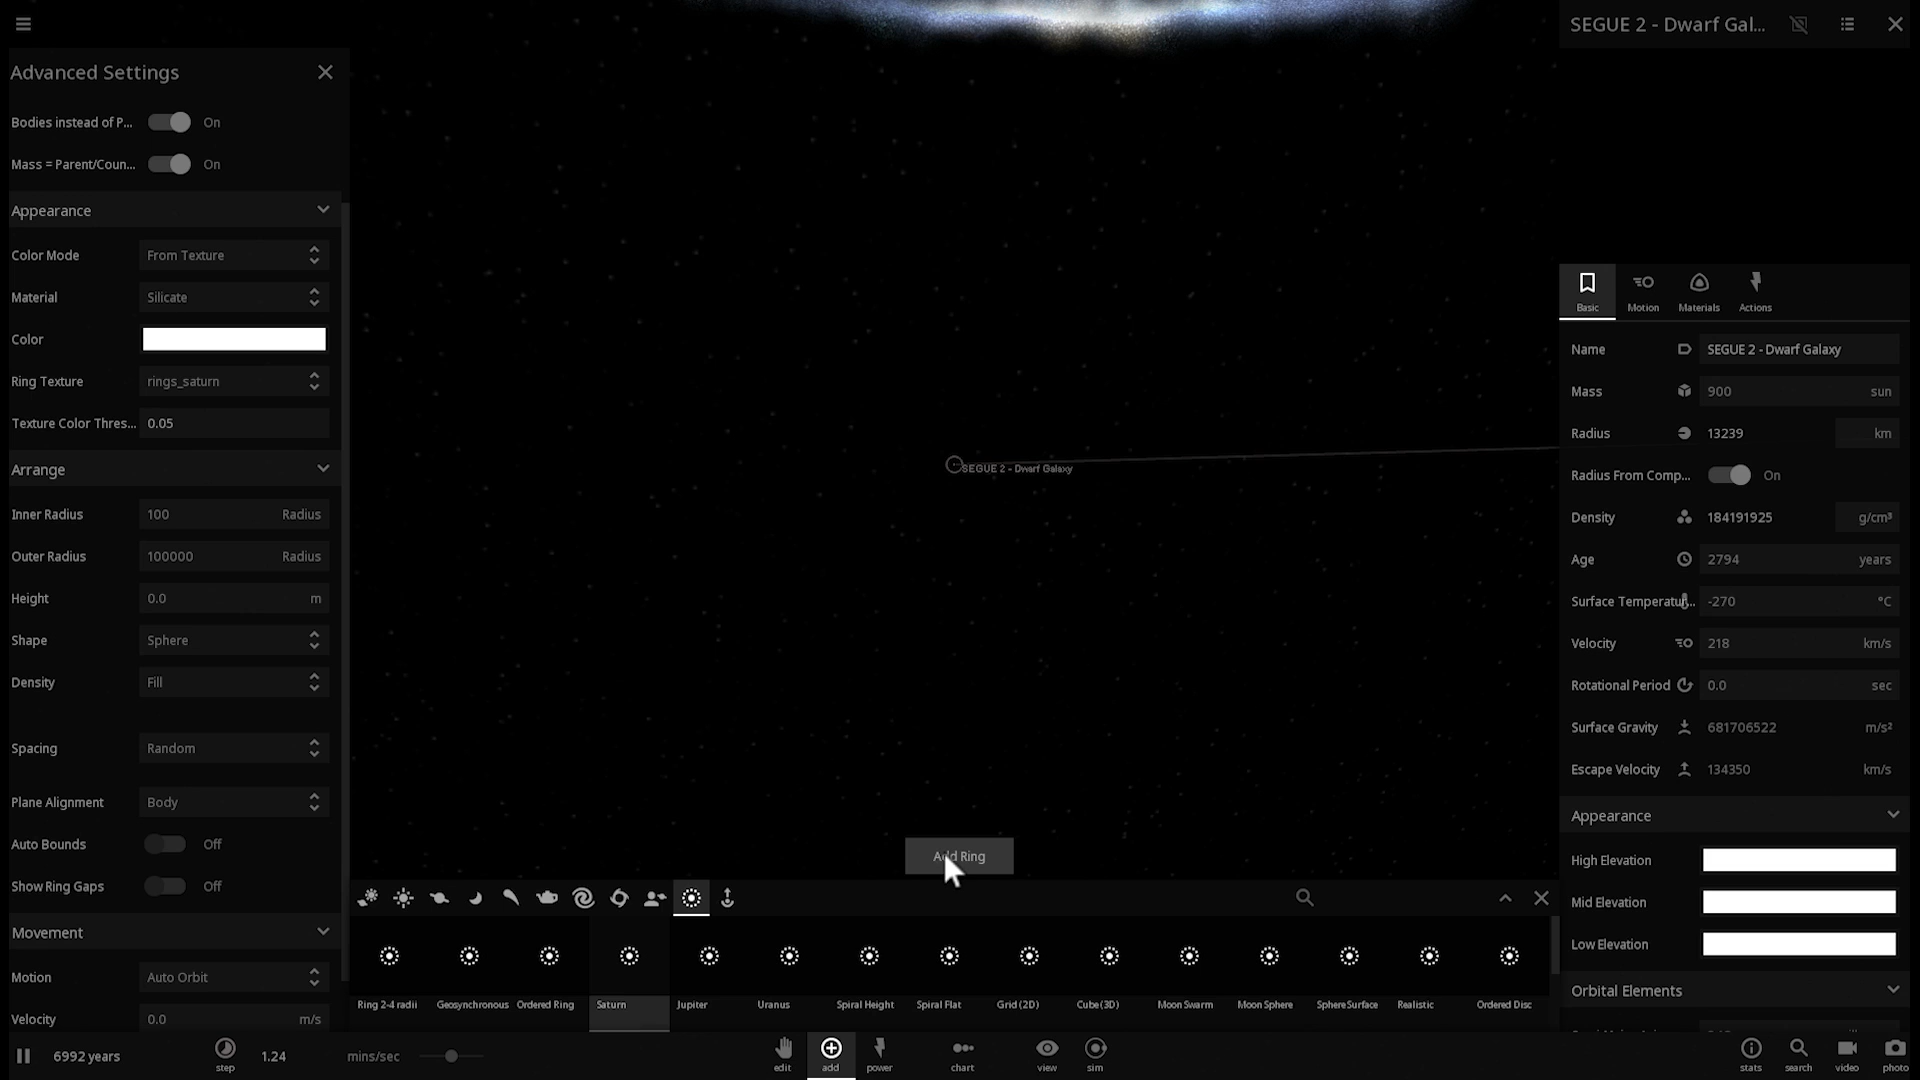 SEGUE 2 - Dwarf Gal...
Advanced Settings
Bodies instead of P... On
Mass = Parent/Coun... On
Appearance
Color Mode From Texture
Material Silicate
Color
Ring Texture rings_saturn
Texture Color Thres... 0.05
Arrange
Inner Radius 100 Radius
Outer Radius 100000 Radius
Height 0.0 m
Shape Sphere
Density Fill
Spacing Random
Plane Alignment Body
Auto Bounds Off
Show Ring Gaps Off
Movement
Motion Auto Orbit
Velocity 0.0 m/s
SEGUE 2 - Dwarf Galaxy
Add Ring
Ring 2-4 radii Geosynchronous Ordered Ring Saturn Jupiter Uranus Spiral Height Spiral Flat Grid (2D) Cube (3D) Moon Swarm Moon Sphere Sphere Surface Realistic Ordered Disc
Basic Motion Materials Actions
Name SEGUE 2 - Dwarf Galaxy
Mass 900 sun
Radius 13239 km
Radius From Comp... On
Density 184191925 g/cm³
Age 2794 years
Surface Temperatur... -270 °C
Velocity 218 km/s
Rotational Period 0.0 sec
Surface Gravity 681706522 m/s²
Escape Velocity 134350 km/s
Appearance
High Elevation
Mid Elevation
Low Elevation
Orbital Elements
6992 years step 1.24 mins/sec edit add power chart view sim stats search video photo